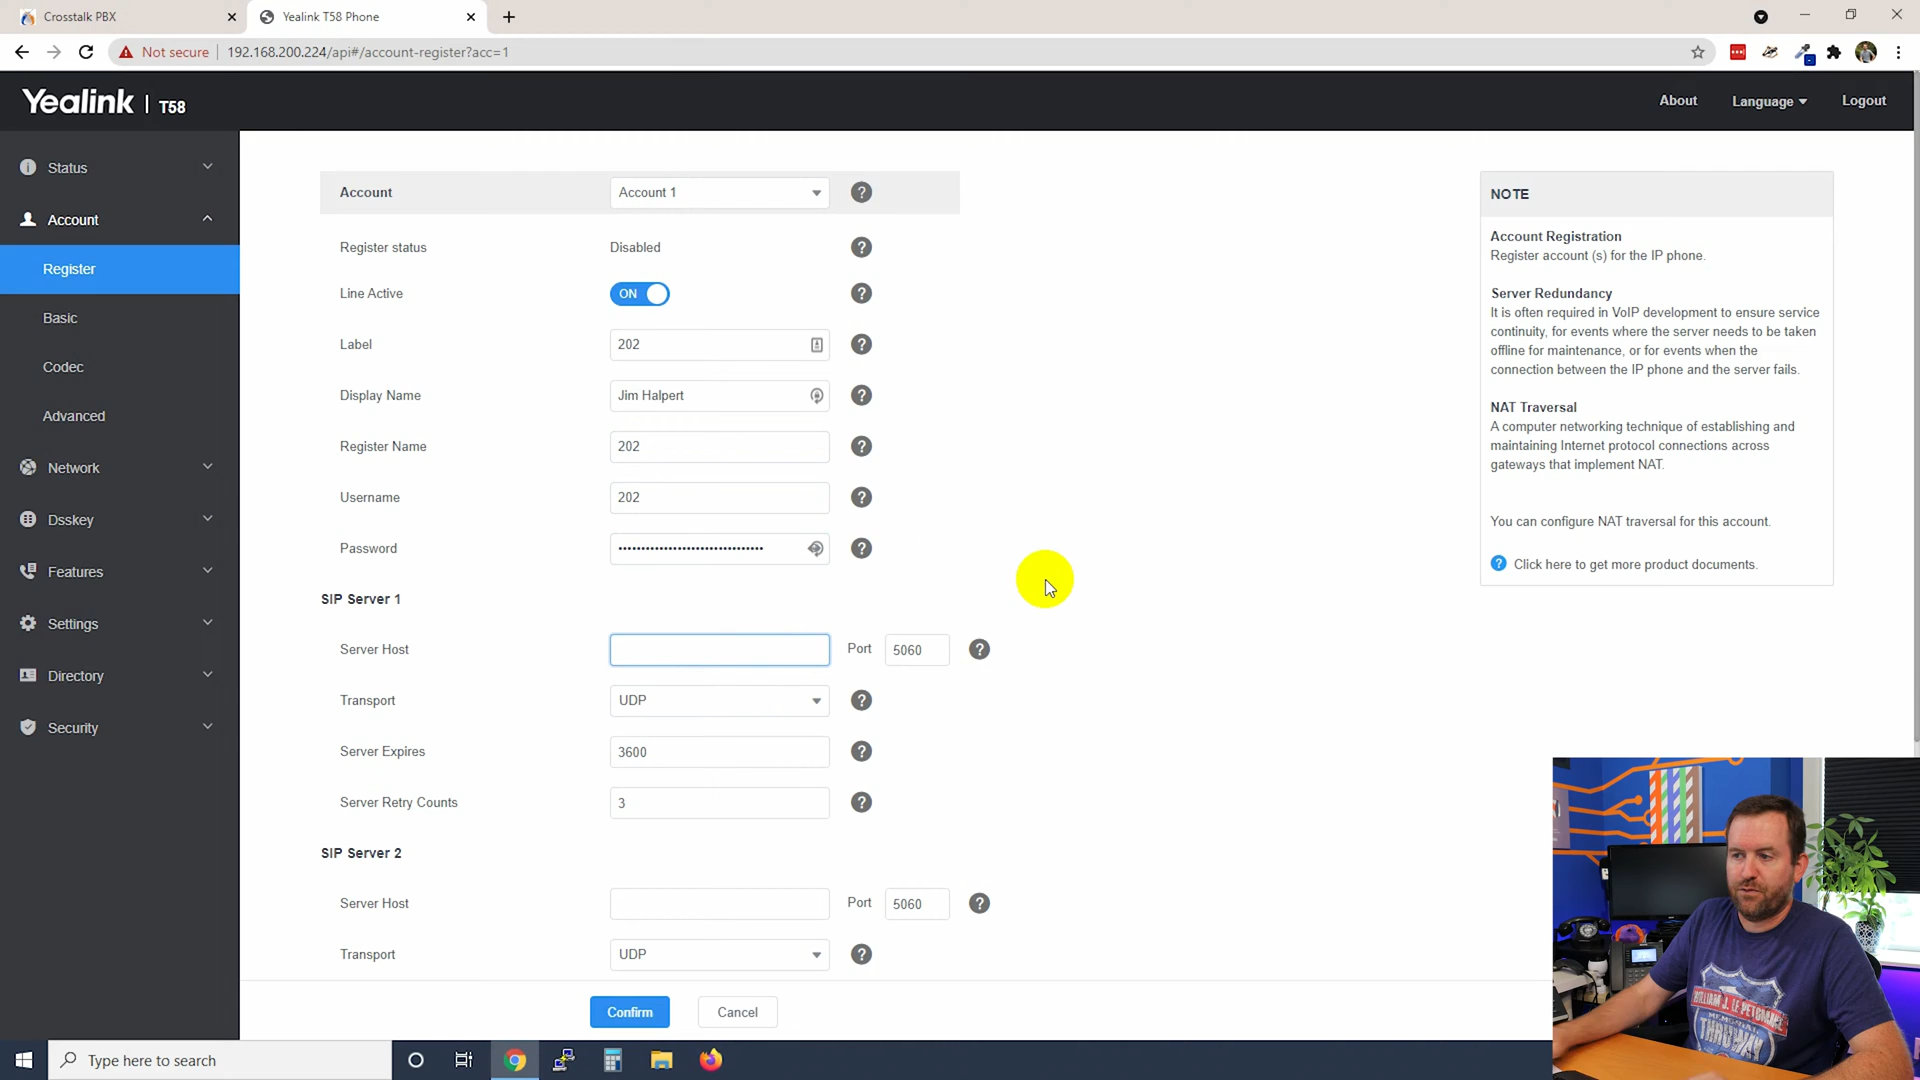 Crosstalk PBX
Yealink T58 Phone
Not secure
192.168.200.224/api#/account-register?acc=1
Yealink | T58
About
Language
Logout
Status
Account
Register
Basic
Codec
Advanced
Network
Dsskey
Features
Settings
Directory
Security
Account
Account 1
Register status
Disabled
Line Active
ON
Label
202
Display Name
Jim Halpert
Register Name
202
Username
202
Password
SIP Server 1
Server Host
Port
5060
Transport
UDP
Server Expires
3600
Server Retry Counts
3
SIP Server 2
Server Host
Port
5060
Transport
UDP
Confirm
Cancel
NOTE
Account Registration
Register account (s) for the IP phone.
Server Redundancy
It is often required in VoIP development to ensure service
continuity, for events where the server needs to be taken
offline for maintenance, or for events when the
connection between the IP phone and the server fails.
NAT Traversal
A computer networking technique of establishing and
maintaining Internet protocol connections across
gateways that implement NAT.
You can configure NAT traversal for this account.
Click here to get more product documents.
WILLIAM J. LE PETOMANE
MEMORIAL
THRUWAY
Type here to search